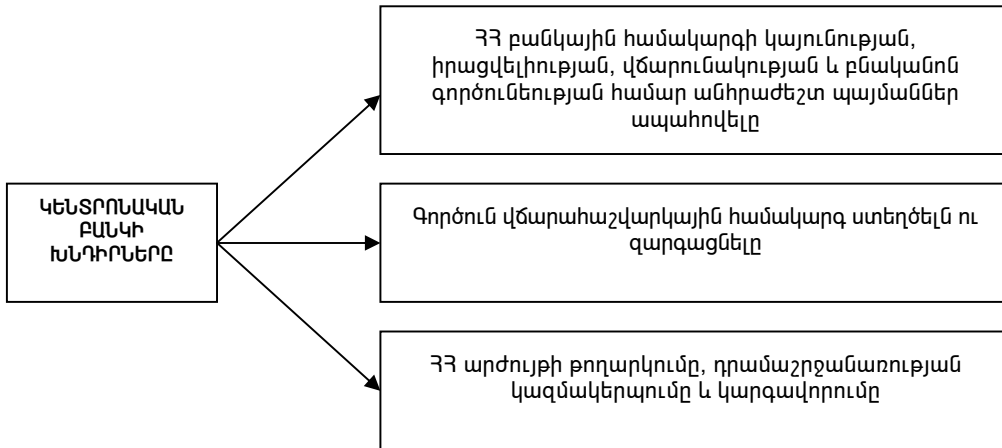 ԿԵՆՏՐՈՆԱԿԱՆ
ԲԱՆԿԻ
ԽՆԴԻՐՆԵՐԸ
ՀՀ բանկային համակարգի կայունության,
իրացվելիության, վճարունակության և բնականոն
գործունեության համար անհրաժեշտ պայմաններ
ապահովելը
Գործուն վճարահաշվարկային համակարգ ստեղծելն ու
զարգացնելը
ՀՀ արժույթի թողարկումը, դրամաշրջանառության
կազմակերպումը և կարգավորումը